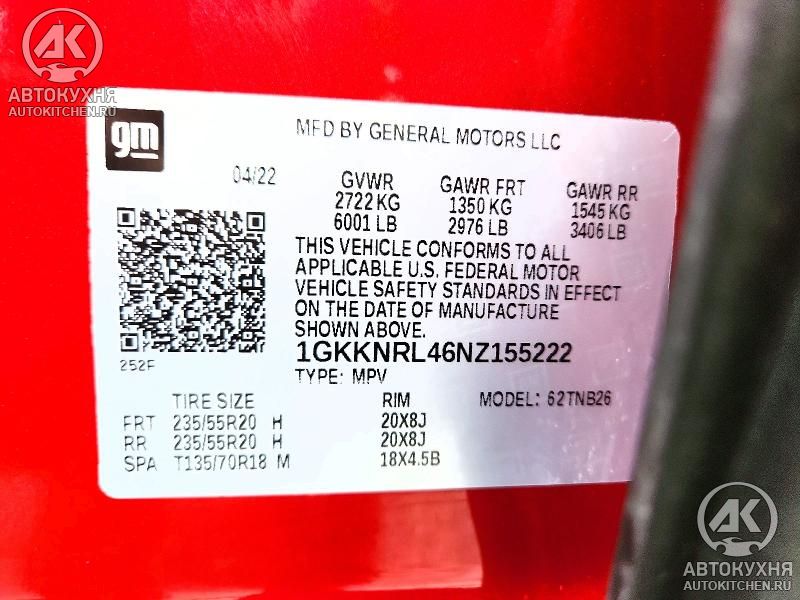 AK
АВТОКУХНЯ
AUTOKITCHEN.RU
gm
MFD BY GENERAL MOTORS LLC
04/22 GVWR GAWR FRT GAWR RR
2722 KG 1350 KG 1545 KG
6001 LB 2976 LB 3406 LB
THIS VEHICLE CONFORMS TO ALL
APPLICABLE U.S. FEDERAL MOTOR
VEHICLE SAFETY STANDARDS IN EFFECT
ON THE DATE OF MANUFACTURE
SHOWN ABOVE.
252F
1GKKNRL46NZ155222
TYPE: MPV
TIRE SIZE RIM MODEL: 62TNB26
FRT 235/55R20 H 20X8J
RR 235/55R20 H 20X8J
SPA T135/70R18 M 18X4.5B
AK
АВТОКУХНЯ
AUTOKITCHEN.RU